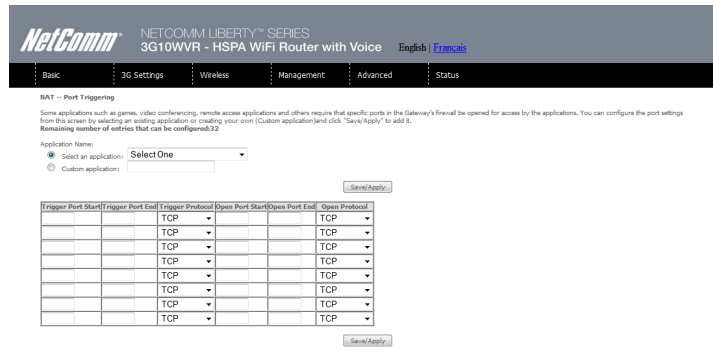 NetComm®
NETCOMM LIBERTY™ SERIES
3G10WVR - HSPA WiFi Router with Voice
English | Français
Basic
3G Settings
Wireless
Management
Advanced
Status
NAT -- Port Triggering
Some applications such as games, video conferencing, remote access applications and others require that specific ports in the Gateway's firewall be opened for access by the applications. You can configure the port settings
from this screen by selecting an existing application or creating your own (Custom application)and click "Save/Apply" to add it.
Remaining number of entries that can be configured:32
Application Name:
Select an application: Select One
Custom application:
Save/Apply
Trigger Port Start Trigger Port End Trigger Protocol Open Port Start Open Port End Open Protocol
TCP TCP
TCP TCP
TCP TCP
TCP TCP
TCP TCP
TCP TCP
TCP TCP
TCP TCP
Save/Apply